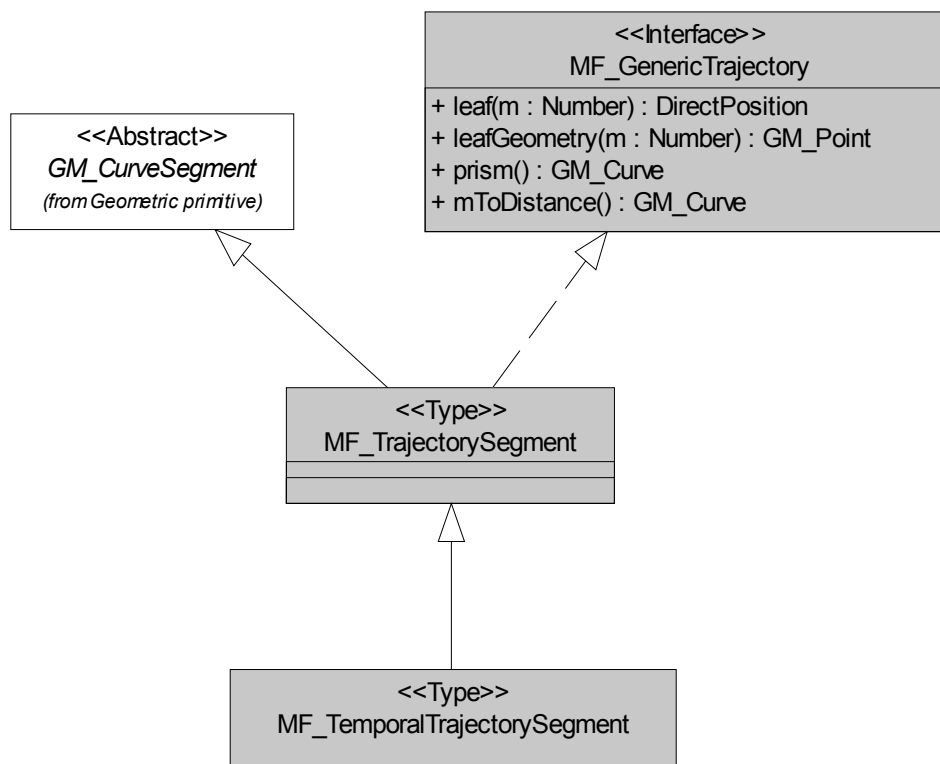 <<Interface>>
MF_GenericTrajectory
+ leaf(m : Number) : DirectPosition
+ leafGeometry(m : Number) : GM_Point
+ prism() : GM_Curve
+ mToDistance() : GM_Curve
<<Abstract>>
GM_CurveSegment
(from Geometric primitive)
<<Type>>
MF_TrajectorySegment
<<Type>>
MF_TemporalTrajectorySegment